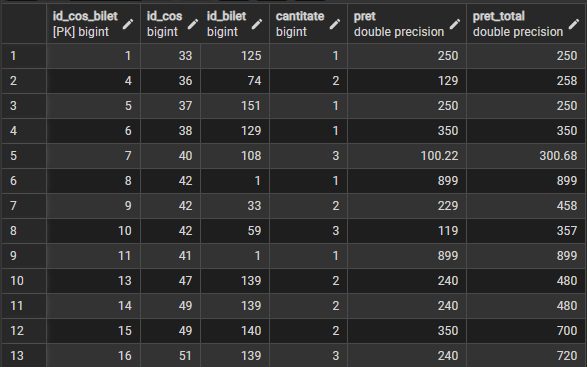 id_cos_bilet id_cos id_bilet cantitate pret pret_total
[PK] bigint bigint bigint bigint double precision double precision
1 1 33 125 1 250 250
2 4 36 74 2 129 258
3 5 37 151 1 250 250
4 6 38 129 1 350 350
5 7 40 108 3 100.22 300.68
6 8 42 1 1 899 899
7 9 42 33 2 229 458
8 10 42 59 3 119 357
9 11 41 1 1 899 899
10 13 47 139 2 240 480
11 14 49 139 2 240 480
12 15 49 140 2 350 700
13 16 51 139 3 240 720